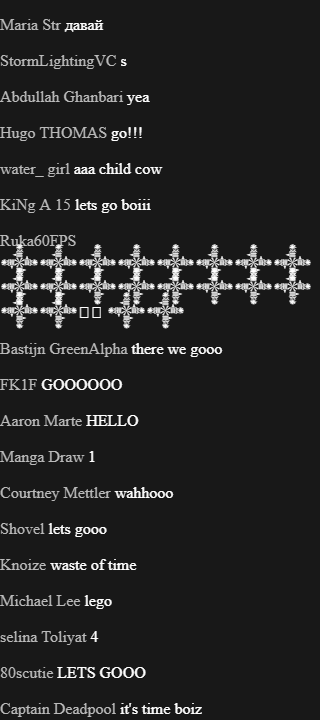 Maria Str давай
StormLightingVC s
Abdullah Ghanbari yea
Hugo THOMAS go!!!
water_ girl aaa child cow
KiNg A 15 lets go boiii
Ruka60FPS
Bastijn GreenAlpha there we gooo
FK1F GOOOOOO
Aaron Marte HELLO
Manga Draw 1
Courtney Mettler wahhooo
Shovel lets gooo
Knoize waste of time
Michael Lee lego
selina Toliyat 4
80scutie LETS GOOO
Captain Deadpool it's time boiz